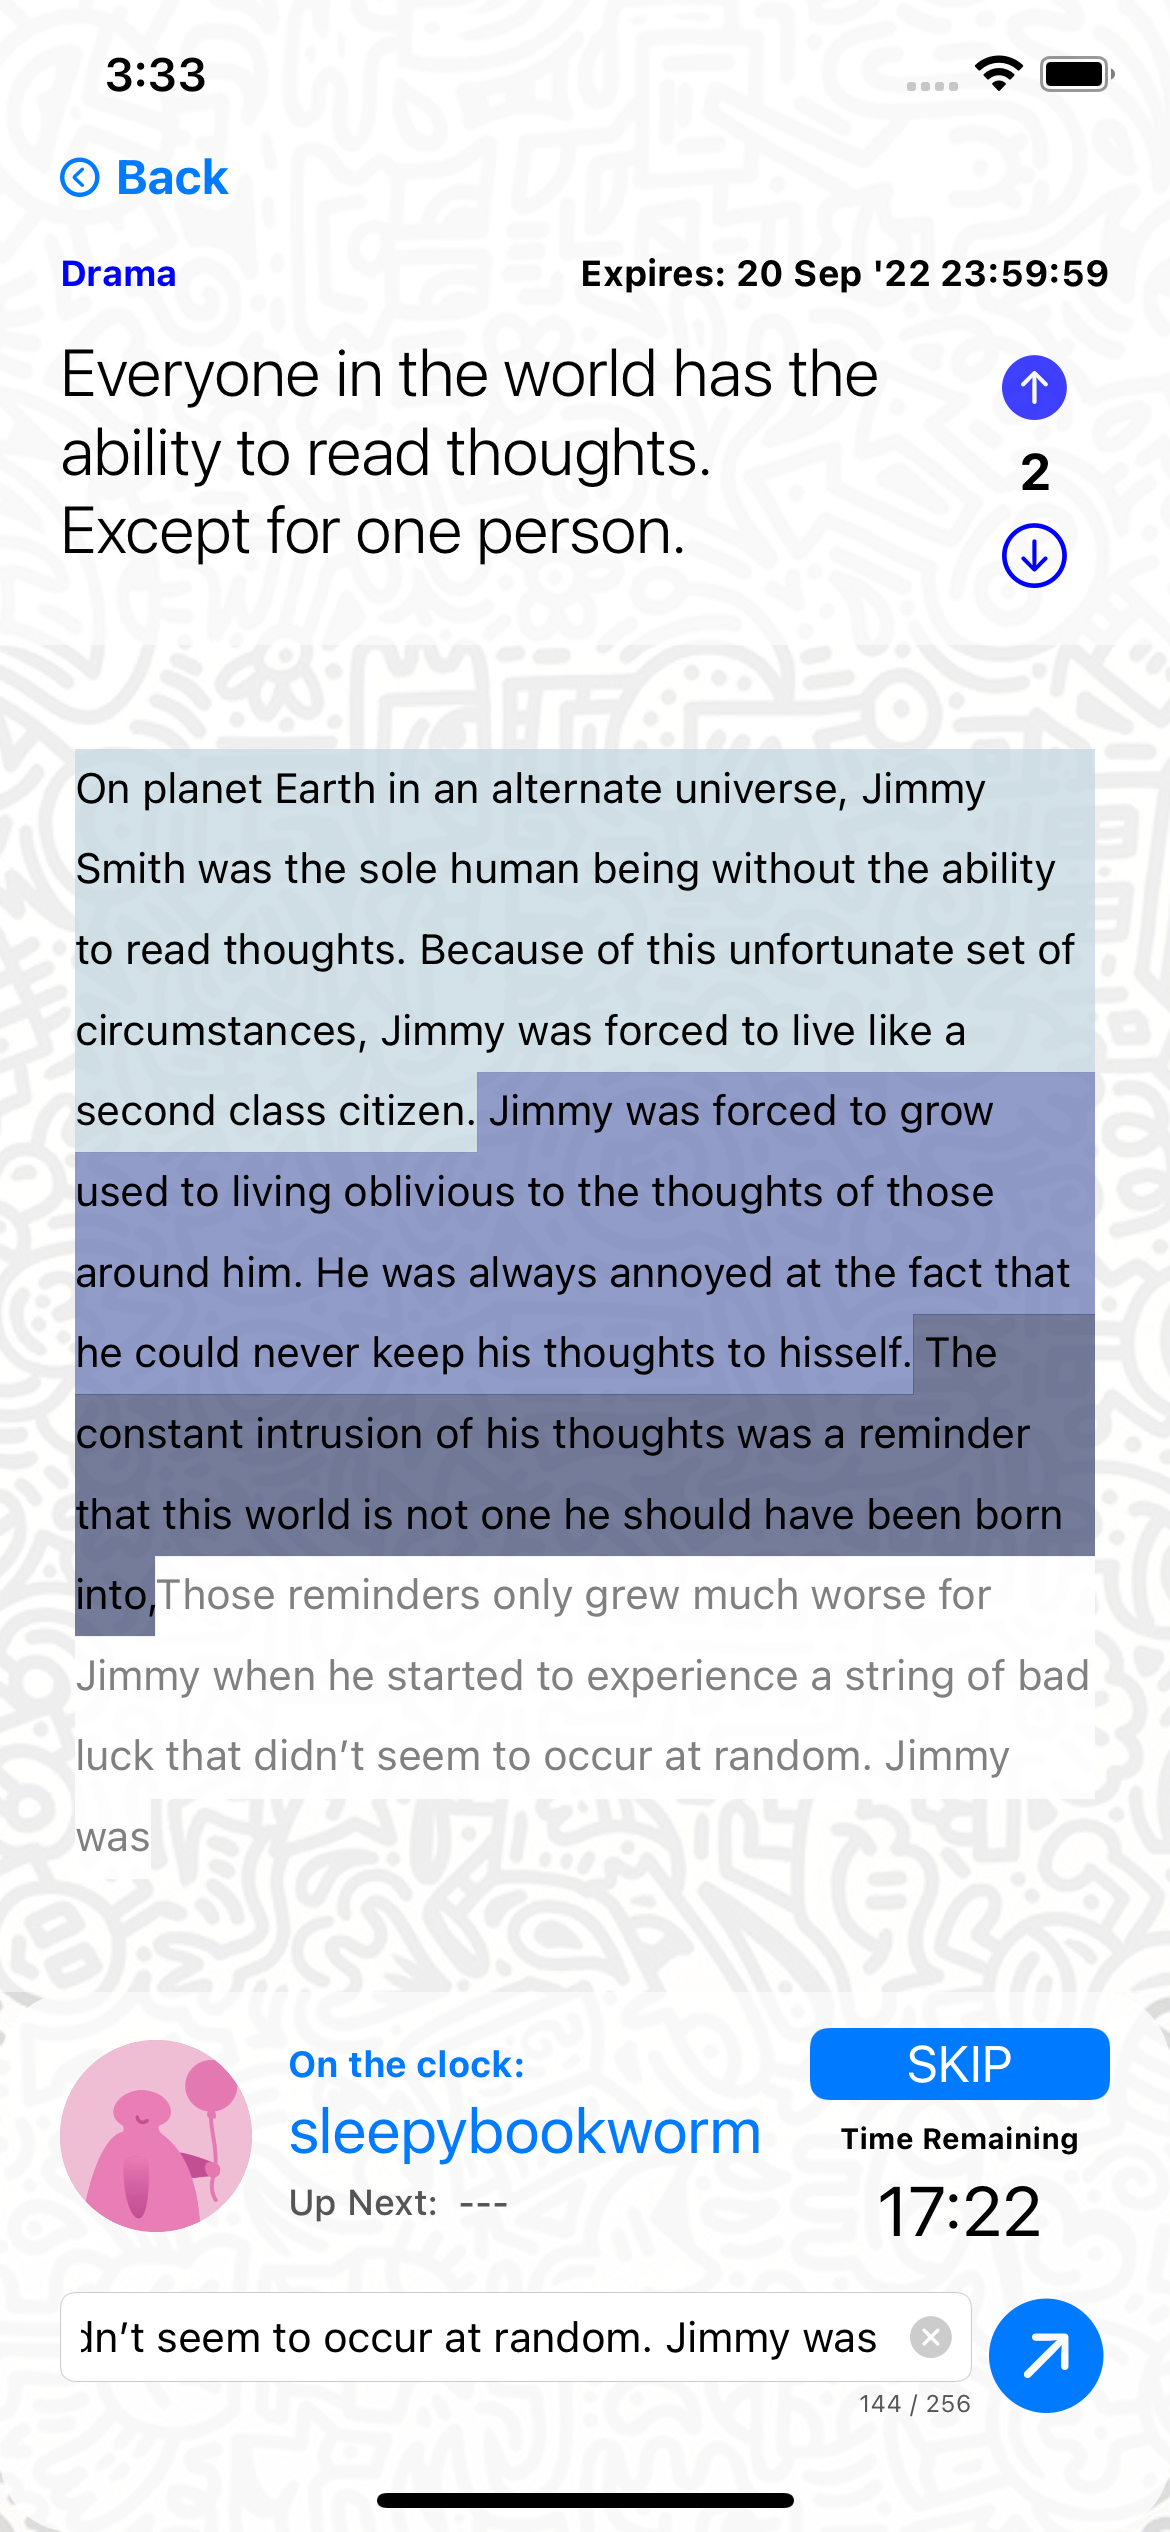 3:33
Back
Drama
Expires: 20 Sep '22 23:59:59
Everyone in the world has the
ability to read thoughts.
Except for one person.
2
On planet Earth in an alternate universe, Jimmy
Smith was the sole human being without the ability
to read thoughts. Because of this unfortunate set of
circumstances, Jimmy was forced to live like a
second class citizen. Jimmy was forced to grow
used to living oblivious to the thoughts of those
around him. He was always annoyed at the fact that
he could never keep his thoughts to hisself. The
constant intrusion of his thoughts was a reminder
that this world is not one he should have been born
into,Those reminders only grew much worse for
Jimmy when he started to experience a string of bad
luck that didn’t seem to occur at random. Jimmy
was
On the clock:
sleepybookworm
Up Next: ---
SKIP
Time Remaining
17:22
dn’t seem to occur at random. Jimmy was
144 / 256